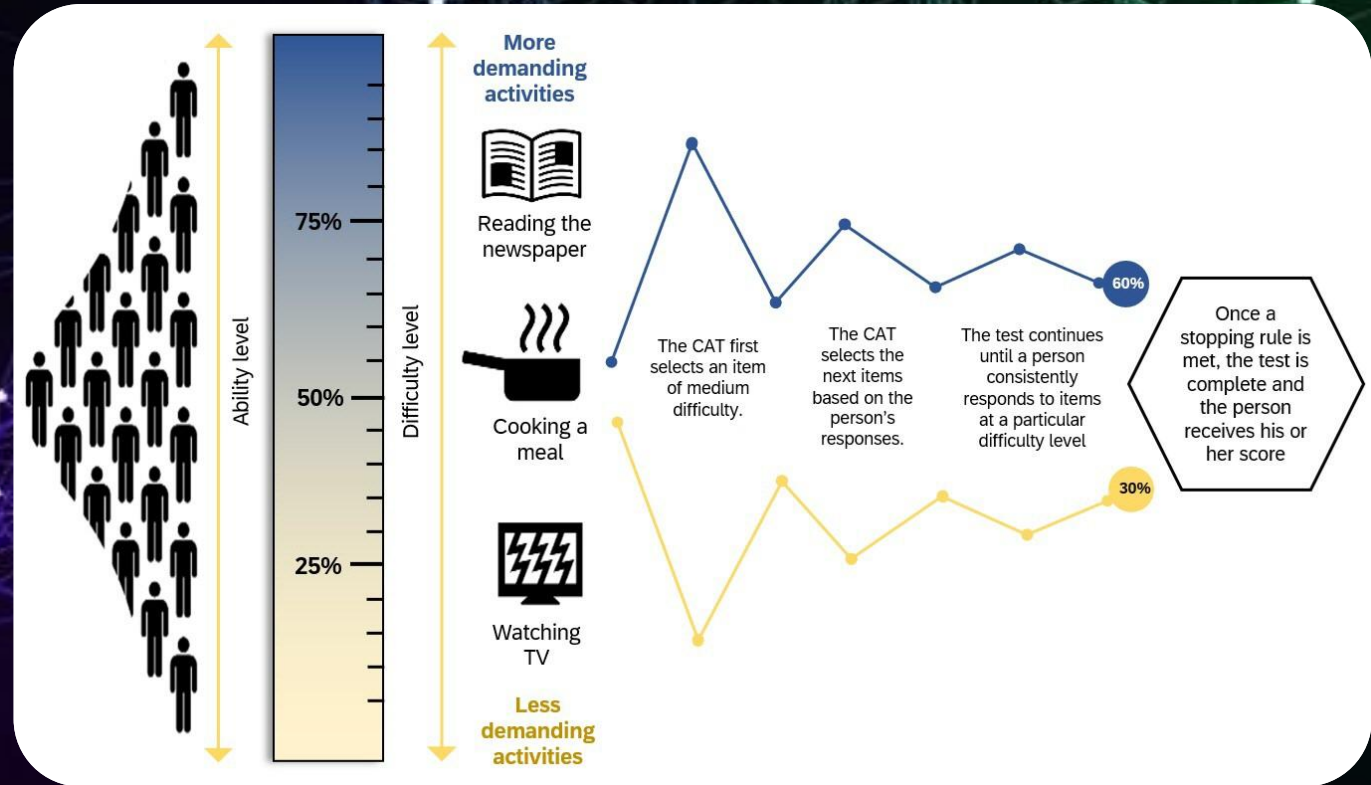 Ability level
75%
50%
25%
Difficulty level
More
demanding
activities
Reading the
newspaper
Cooking a
meal
Watching
TV
Less
demanding
activities
The CAT first
selects an item
of medium
difficulty.
The CAT
selects the
next items
based on the
person's
responses.
The test continues
until a person
consistently
responds to items
at a particular
difficulty level
60%
30%
Once a
stopping rule is
met, the test is
complete and
the person
receives his or
her score